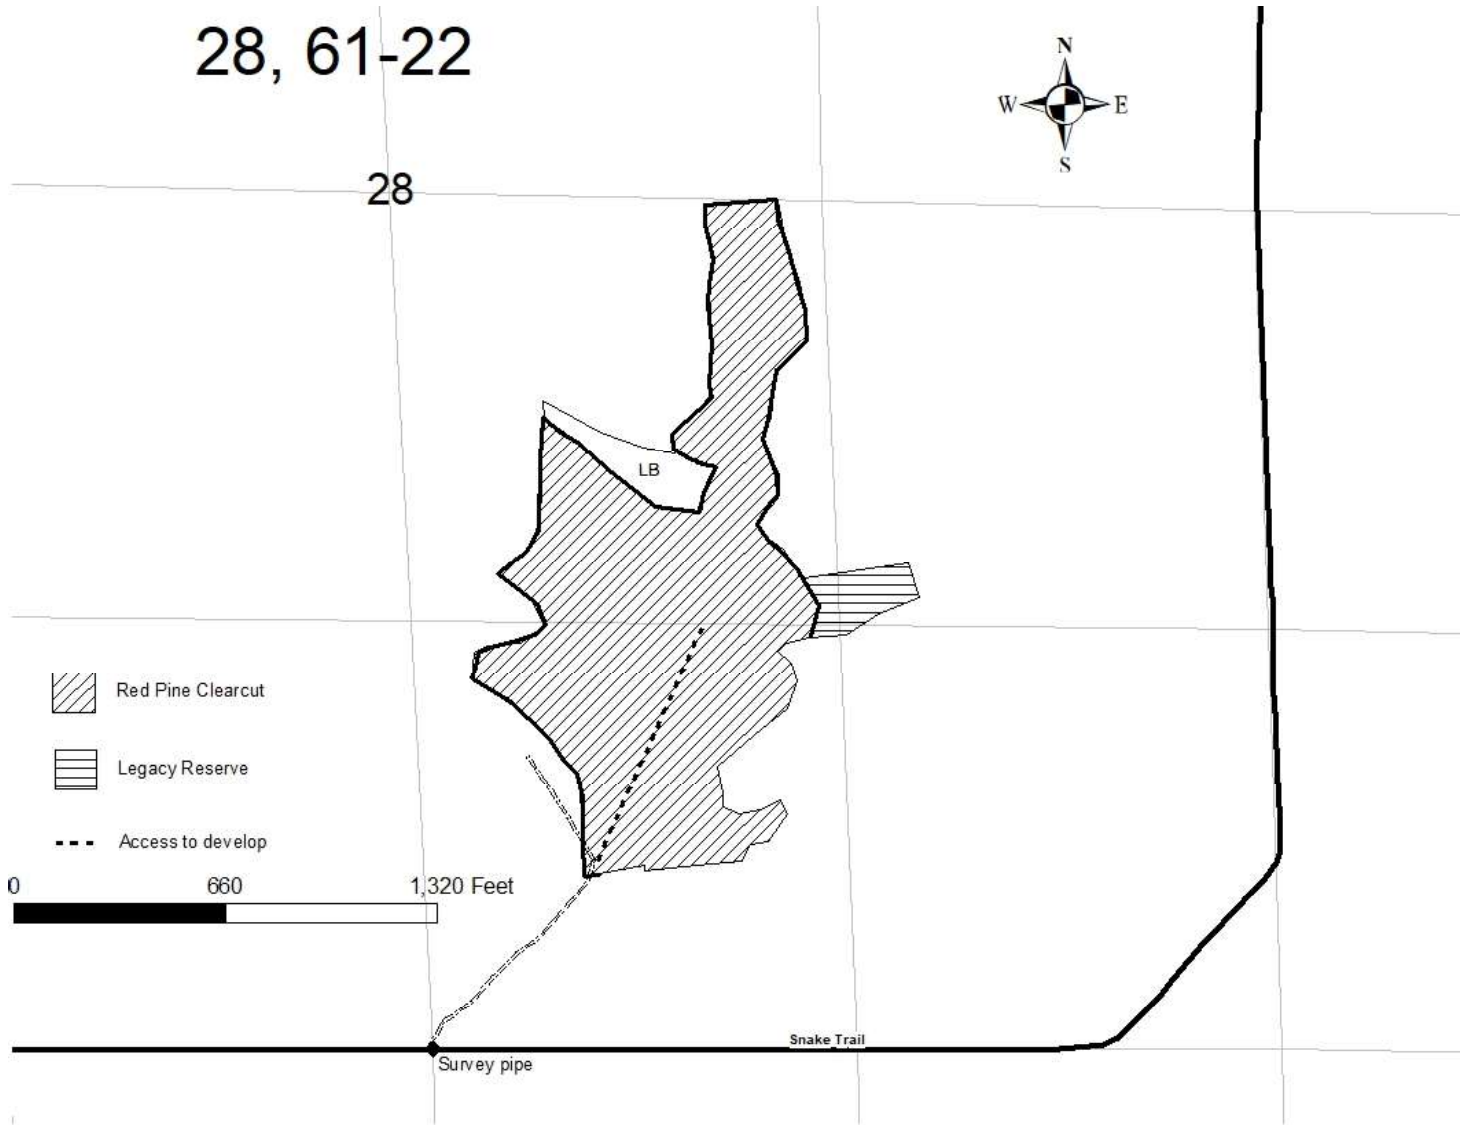 28, 61-22
N
W E
S
28
LB
Red Pine Clearcut
Legacy Reserve
Access to develop
0 660 1,320 Feet
Snake Trail
Survey pipe